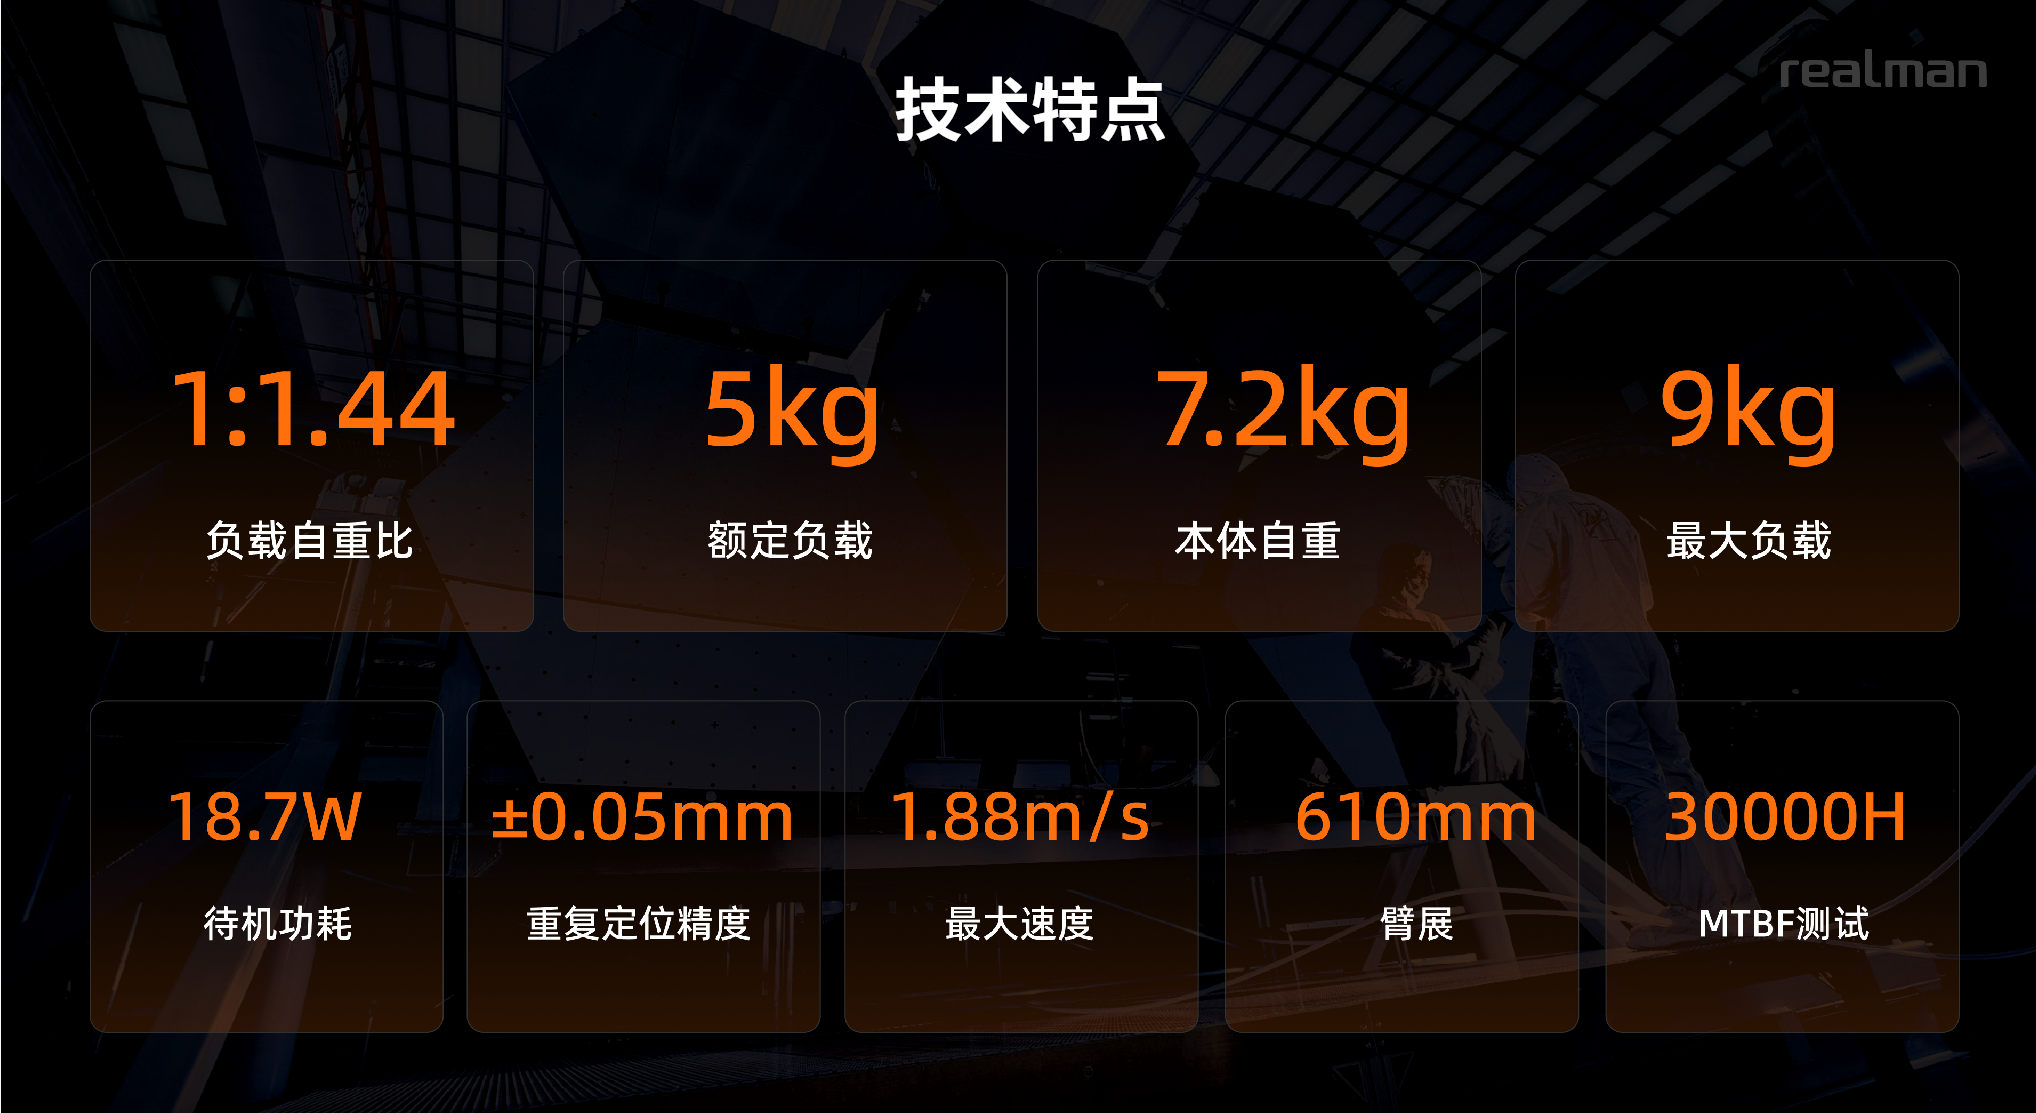 realman
技术特点
1:1.44
负载自重比
5kg
额定负载
7.2kg
本体自重
9kg
最大负载
18.7W
待机功耗
±0.05mm
重复定位精度
1.88m/s
最大速度
610mm
臂展
30000H
MTBF测试